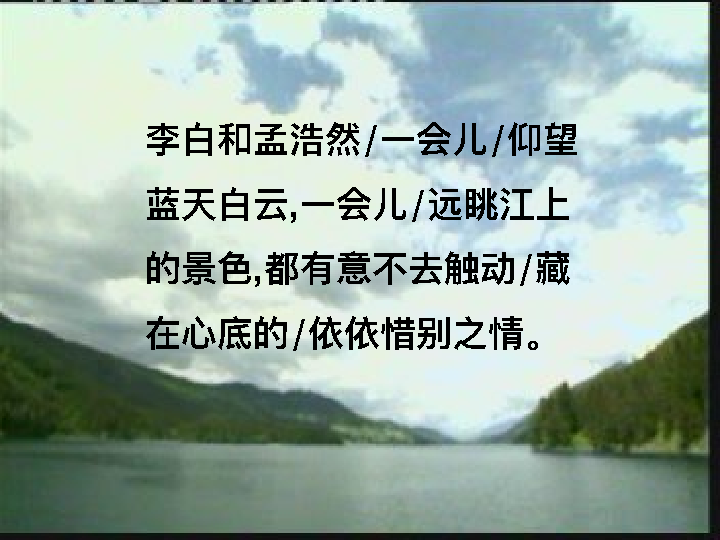 李白和孟浩然/一会儿/仰望
蓝天白云,一会儿/远眺江上
的景色,都有意不去触动/藏
在心底的/依依惜别之情。